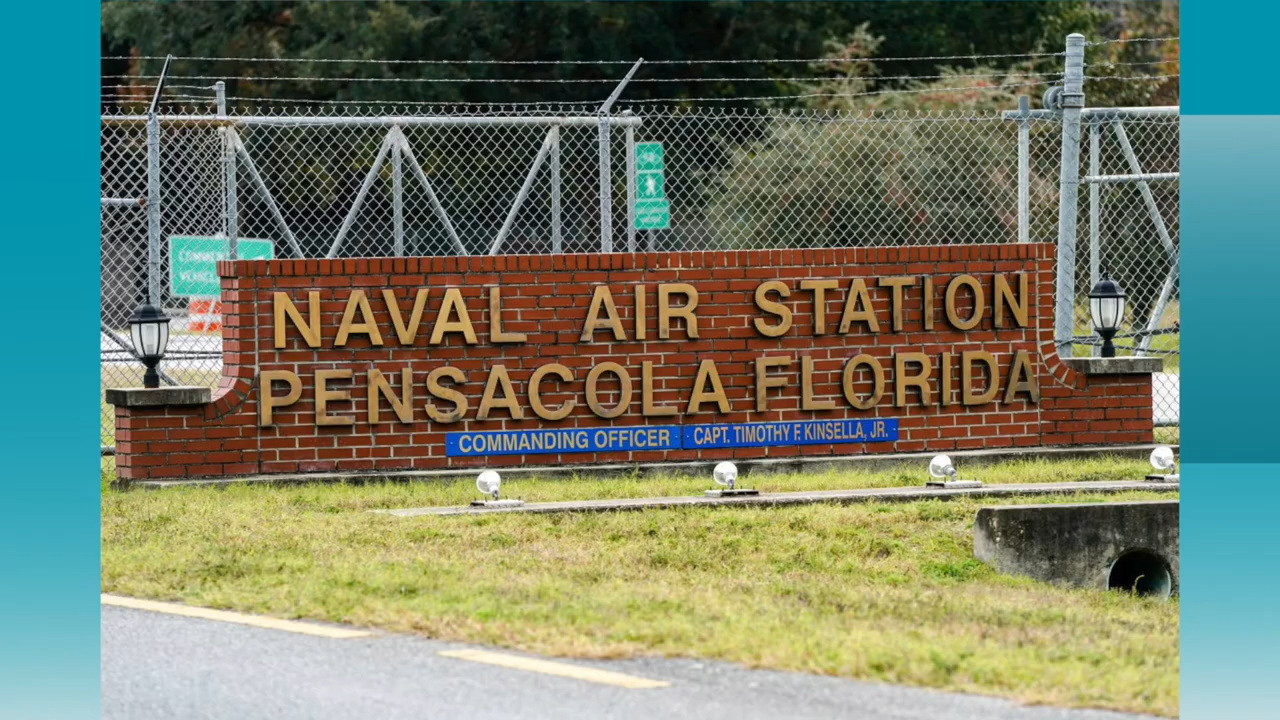 NAVAL AIR STATION
PENSACOLA FLORIDA
COMMANDING OFFICER CAPT. TIMOTHY F. KINSELLA, JR.